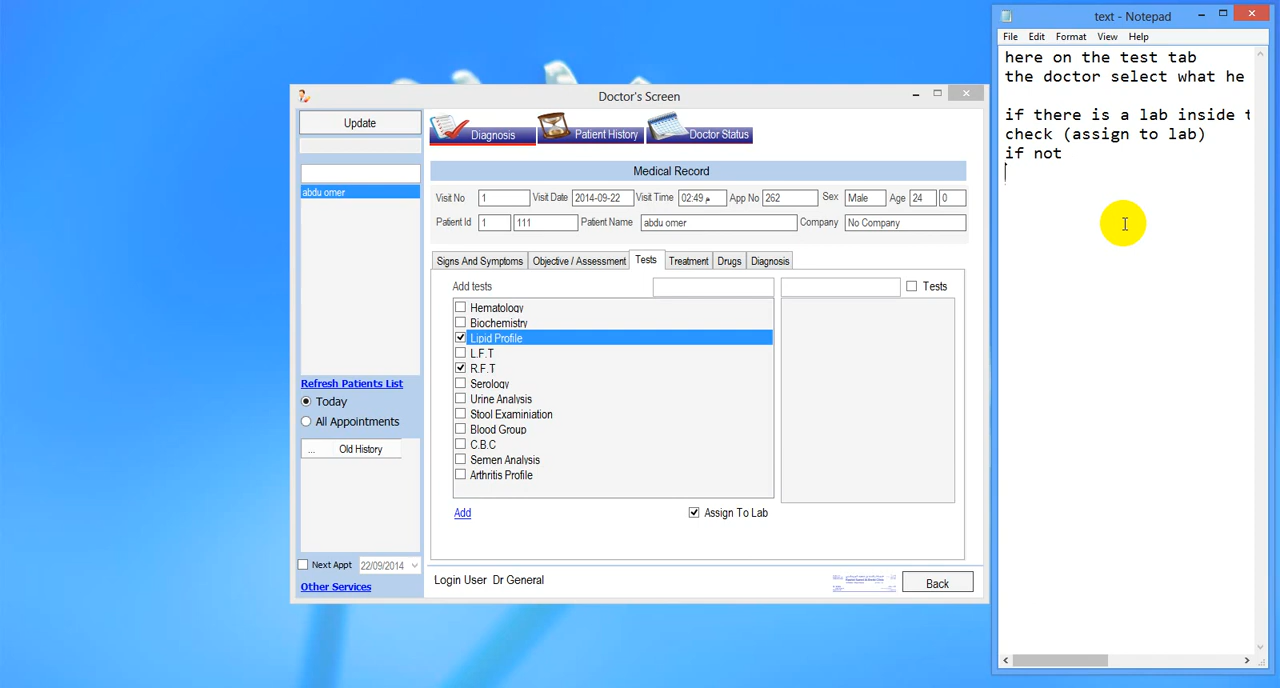 Doctor's Screen
Update
abdu omer
Refresh Patients List
Today
All Appointments
... Old History
Next Appt 22/09/2014
Other Services
Diagnosis Patient History Doctor Status
Medical Record
Visit No 1 Visit Date 2014-09-22 Visit Time 02:49 م App No 262 Sex Male Age 24 0
Patient Id 1 111 Patient Name abdu omer Company No Company
Signs And Symptoms Objective / Assessment Tests Treatment Drugs Diagnosis
Add tests Tests
Hematology
Biochemistry
Lipid Profile
L.F.T
R.F.T
Serology
Urine Analysis
Stool Examiniation
Blood Group
C.B.C
Semen Analysis
Arthritis Profile
Add Assign To Lab
Login User Dr General Back
text - Notepad
File Edit Format View Help
here on the test tab
the doctor select what he
if there is a lab inside
check (assign to lab)
if not